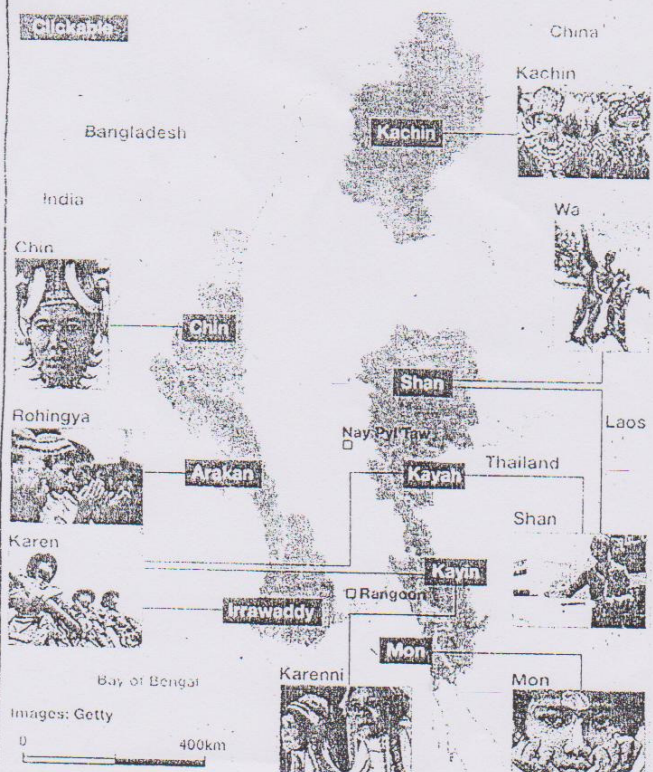 Clickable
China
Kachin
Bangladesh
Kachin
India
Wa
Chin
Chin
Shan
Rohingya
Nay Pyi Taw
Laos
Arakan
Kayah
Thailand
Karen
Shan
Kayin
Rangoon
Irrawaddy
Mon
Bay of Bengal
Karenni
Mon
Images: Getty
0 400km